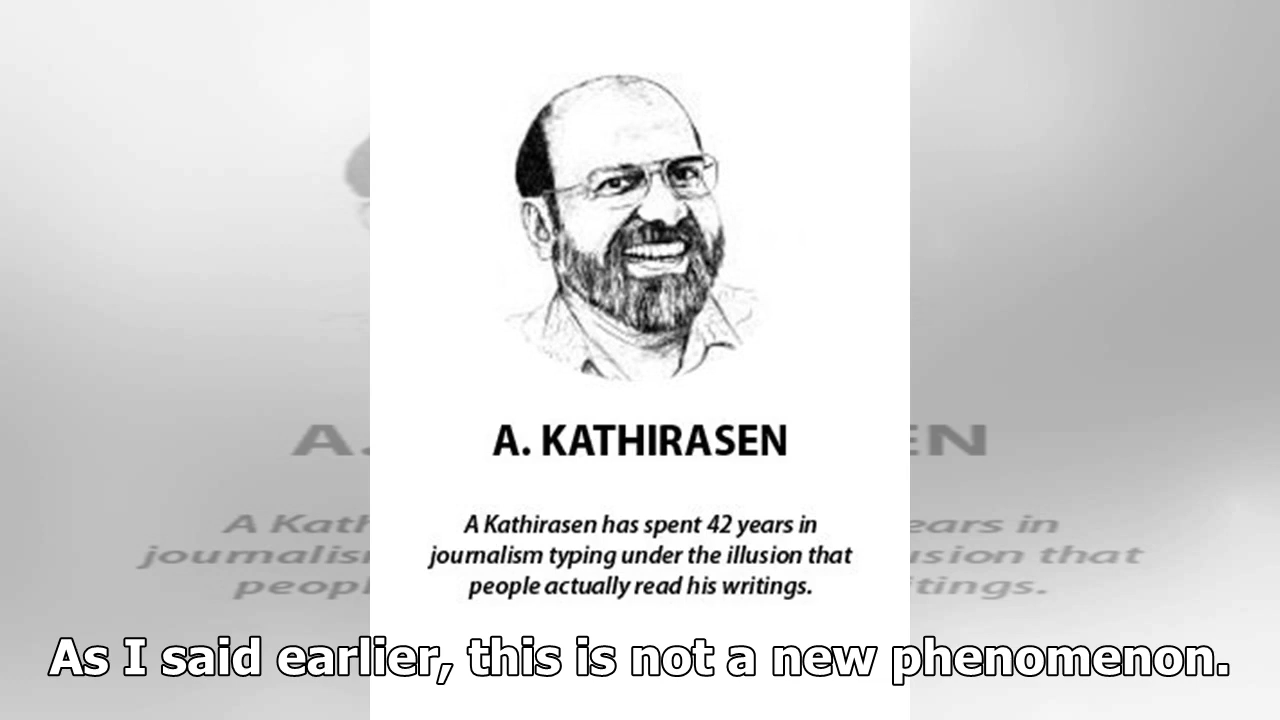 A. KATHIRASEN
A Kathirasen has spent 42 years in
journalism typing under the illusion that
people actually read his writings.
As I said earlier, this is not a new phenomenon.